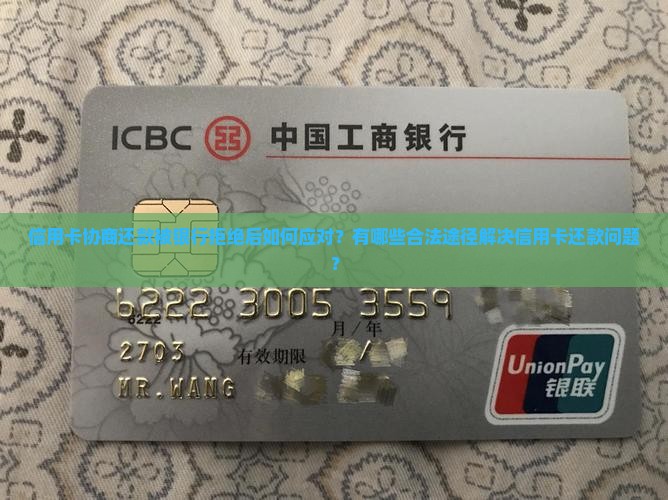 ICBC 中国工商银行
信用卡协商还款被银行拒绝后如何应对？有哪些合法途径解决信用卡还款问题
？
6222 3005 3559
6222
月/年
2703 有效期限 /
MR.WANG
UnionPay
银联